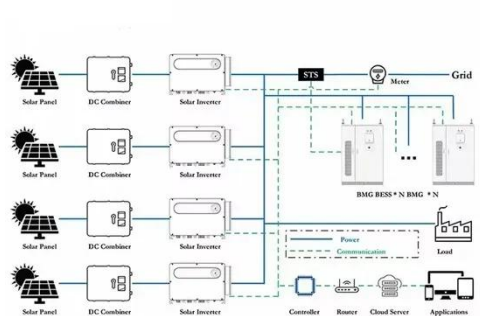 STS
Meter
Grid
Solar Panel DC Combiner Solar Inverter
Solar Panel DC Combiner Solar Inverter
BMG BESS * N BMG * N
Solar Panel DC Combiner Solar Inverter
Power
Communication
Load
Solar Panel DC Combiner Solar Inverter
Controller Router Cloud Server Applications